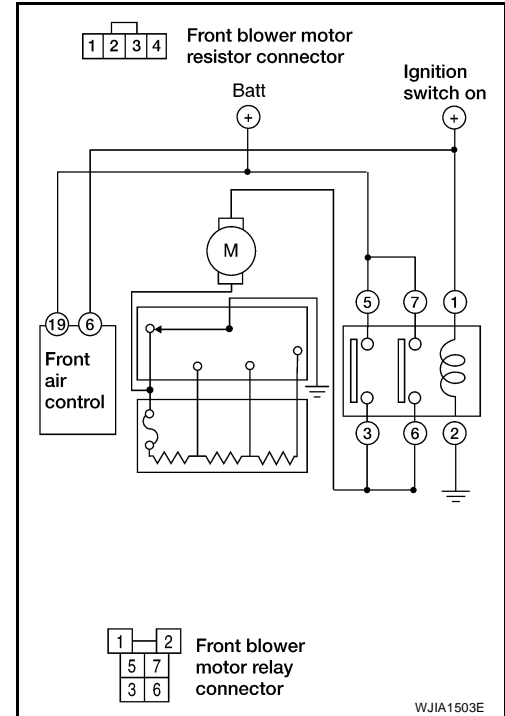 1 2 3 4
Front blower motor
resistor connector
Batt
Ignition
switch on
+
+
M
5 7 1
19 6
Front
air
control
3 6 2
1 2
5 7
3 6
Front blower
motor relay
connector
WJIA1503E